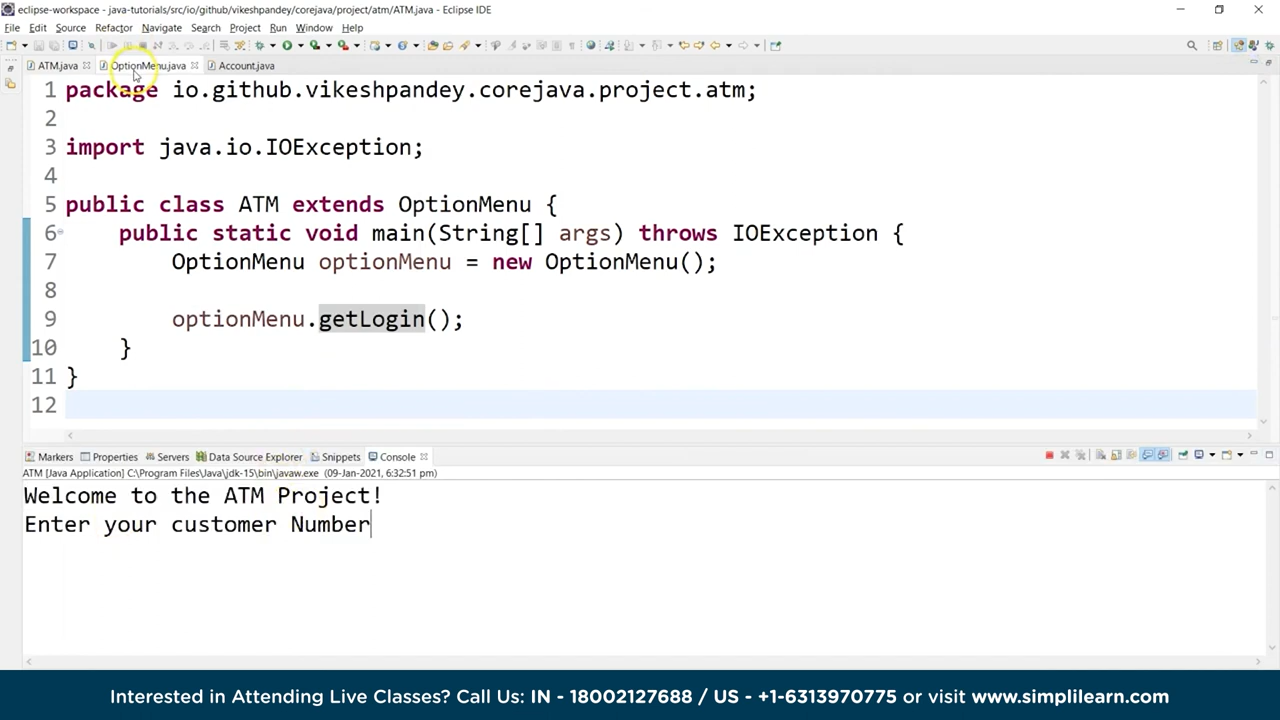 eclipse-workspace - java-tutorials/src/io/github/vikeshpandey/corejava/project/atm/ATM.java - Eclipse IDE
File Edit Source Refactor Navigate Search Project Run Window Help
ATM.java OptionMenu.java Account.java
1 package io.github.vikeshpandey.corejava.project.atm;
2
3 import java.io.IOException;
4
5 public class ATM extends OptionMenu {
6 public static void main(String[] args) throws IOException {
7 OptionMenu optionMenu = new OptionMenu();
8
9 optionMenu.getLogin();
10 }
11 }
12
Markers Properties Servers Data Source Explorer Snippets Console
ATM [Java Application] C:\Program Files\Java\jdk-15\bin\javaw.exe (09-Jan-2021, 6:32:51 pm)
Welcome to the ATM Project!
Enter your customer Number
Interested in Attending Live Classes? Call Us: IN - 18002127688 / US - +1-6313970775 or visit www.simplilearn.com